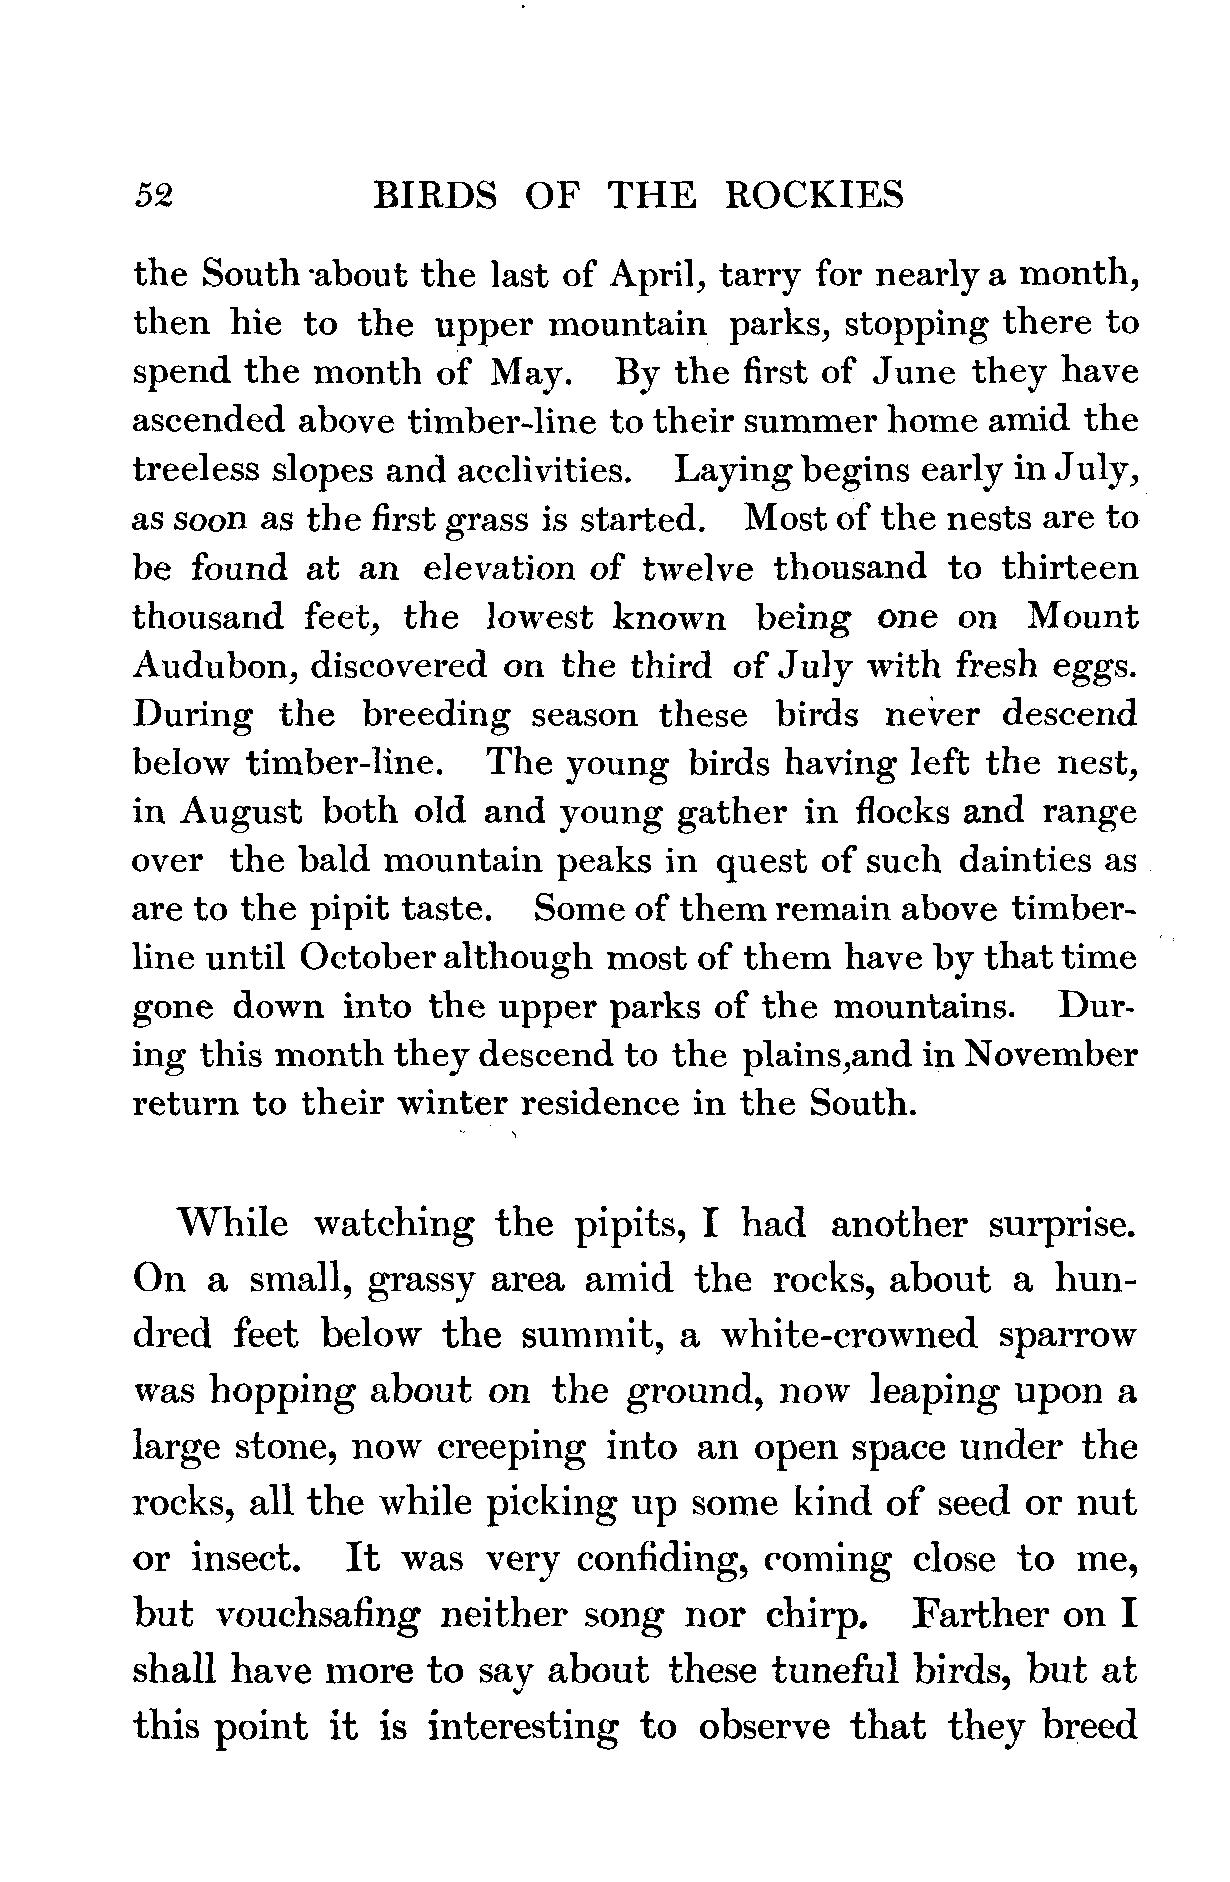 52 BIRDS OF THE ROCKIES
the South about the last of April, tarry for nearly a month,
then hie to the upper mountain parks, stopping there to
spend the month of May. By the first of June they have
ascended above timber-line to their summer home amid the
treeless slopes and acclivities. Laying begins early in July,
as soon as the first grass is started. Most of the nests are to
be found at an elevation of twelve thousand to thirteen
thousand feet, the lowest known being one on Mount
Audubon, discovered on the third of July with fresh eggs.
During the breeding season these birds never descend
below timber-line. The young birds having left the nest,
in August both old and young gather in flocks and range
over the bald mountain peaks in quest of such dainties as
are to the pipit taste. Some of them remain above timber-
line until October although most of them have by that time
gone down into the upper parks of the mountains. Dur-
ing this month they descend to the plains,and in November
return to their winter residence in the South.
While watching the pipits, I had another surprise.
On a small, grassy area amid the rocks, about a hun-
dred feet below the summit, a white-crowned sparrow
was hopping about on the ground, now leaping upon a
large stone, now creeping into an open space under the
rocks, all the while picking up some kind of seed or nut
or insect. It was very confiding, coming close to me,
but vouchsafing neither song nor chirp. Farther on I
shall have more to say about these tuneful birds, but at
this point it is interesting to observe that they breed